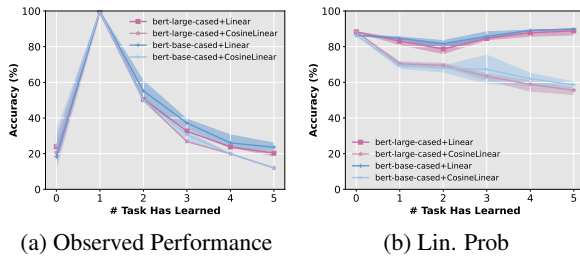 100
80
60
40
20
0
Accuracy (%)
bert-large-cased+Linear
bert-large-cased+CosineLinear
bert-base-cased+Linear
bert-base-cased+CosineLinear
0 1 2 3 4 5
# Task Has Learned
(a) Observed Performance
100
80
60
40
20
0
Accuracy (%)
bert-large-cased+Linear
bert-large-cased+CosineLinear
bert-base-cased+Linear
bert-base-cased+CosineLinear
0 1 2 3 4 5
# Task Has Learned
(b) Lin. Prob